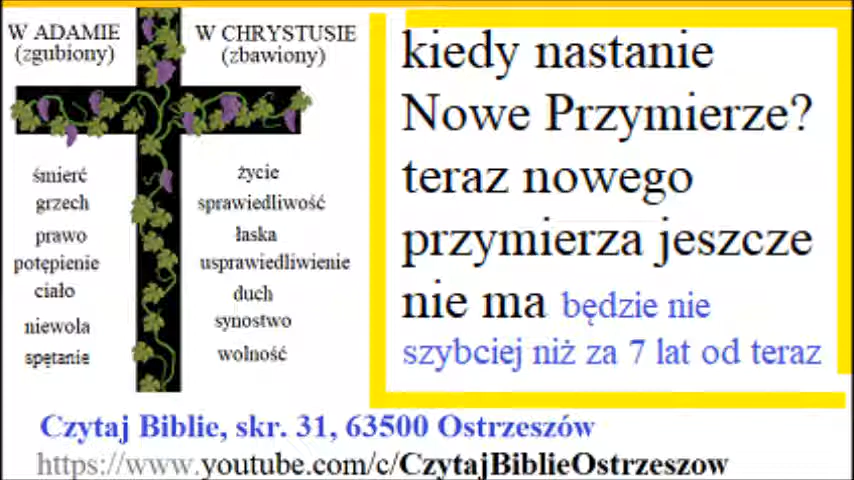 W ADAMIE
(zgubiony)
W CHRYSTUSIE
(zbawiony)
śmierć
grzech
prawo
potępienie
ciało
niewola
spętanie
życie
sprawiedliwość
łaska
usprawiedliwienie
duch
synostwo
wolność
kiedy nastanie
Nowe Przymierze?
teraz nowego
przymierza jeszcze
nie ma będzie nie
szybciej niż za 7 lat od teraz
Czytaj Biblie, skr. 31, 63500 Ostrzeszów
https://www.youtube.com/c/CzytajBiblieOstrzeszow